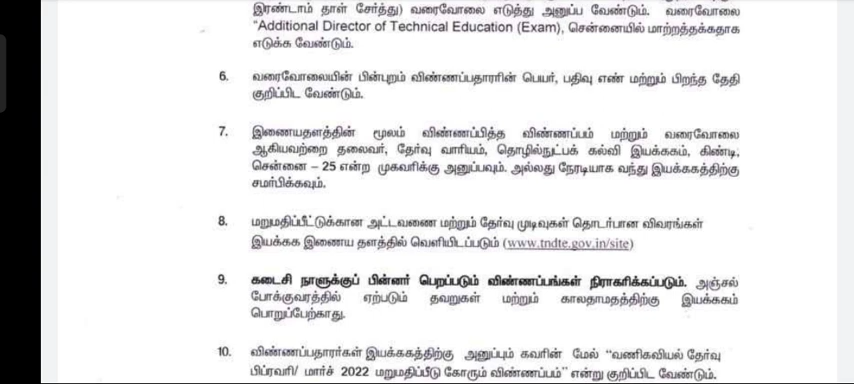 இரண்டாம் தாள் சேர்த்து) வரைவோலை எடுத்து அனுப்ப வேண்டும். வரைவோலை
"Additional Director of Technical Education (Exam), சென்னையில் மாற்றத்தக்கதாக
எடுக்க வேண்டும்.
6. வரைவோலையின் பின்புறம் விண்ணப்பதாரரின் பெயர், பதிவு எண் மற்றும் பிறந்த தேதி
குறிப்பிட வேண்டும்.
7. இணையதளத்தின் மூலம் விண்ணப்பித்த விண்ணப்பம் மற்றும் வரைவோலை
ஆகியவற்றை தலைவர், தேர்வு வாரியம், தொழில்நுட்பக் கல்வி இயக்ககம், கிண்டி,
சென்னை – 25 என்ற முகவரிக்கு அனுப்பவும். அல்லது நேரடியாக வந்து இயக்ககத்திற்கு
சமர்பிக்கவும்.
8. மறுமதிப்பீட்டுக்கான அட்டவணை மற்றும் தேர்வு முடிவுகள் தொடர்பான விவரங்கள்
இயக்கக இணைய தளத்தில் வெளியிடப்படும் (www.tndte.gov.in/site)
9. கடைசி நாளுக்குப் பின்னர் பெறப்படும் விண்ணப்பங்கள் நிராகரிக்கப்படும். அஞ்சல்
போக்குவரத்தில் ஏற்படும் தவறுகள் மற்றும் காலதாமதத்திற்கு இயக்ககம்
பொறுப்பேற்காது.
10. விண்ணப்பதாரர்கள் இயக்ககத்திற்கு அனுப்பும் கவரின் மேல் "வணிகவியல் தேர்வு
பிப்ரவரி/ மார்ச் 2022 மறுமதிப்பீடு கோரும் விண்ணப்பம்" என்று குறிப்பிட வேண்டும்.